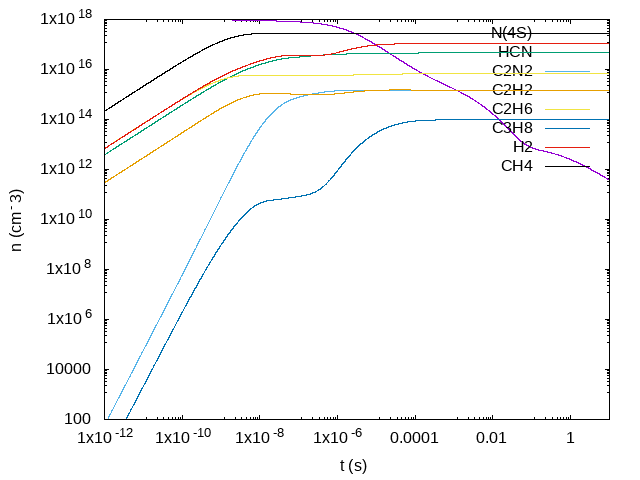 1x10^18
1x10^16
1x10^14
1x10^12
1x10^10
1x10^8
1x10^6
10000
100
n (cm^-3)
N(4S)
HCN
C2N2
C2H2
C2H6
C3H8
H2
CH4
1x10^-12 1x10^-10 1x10^-8 1x10^-6 0.0001 0.01 1
t (s)